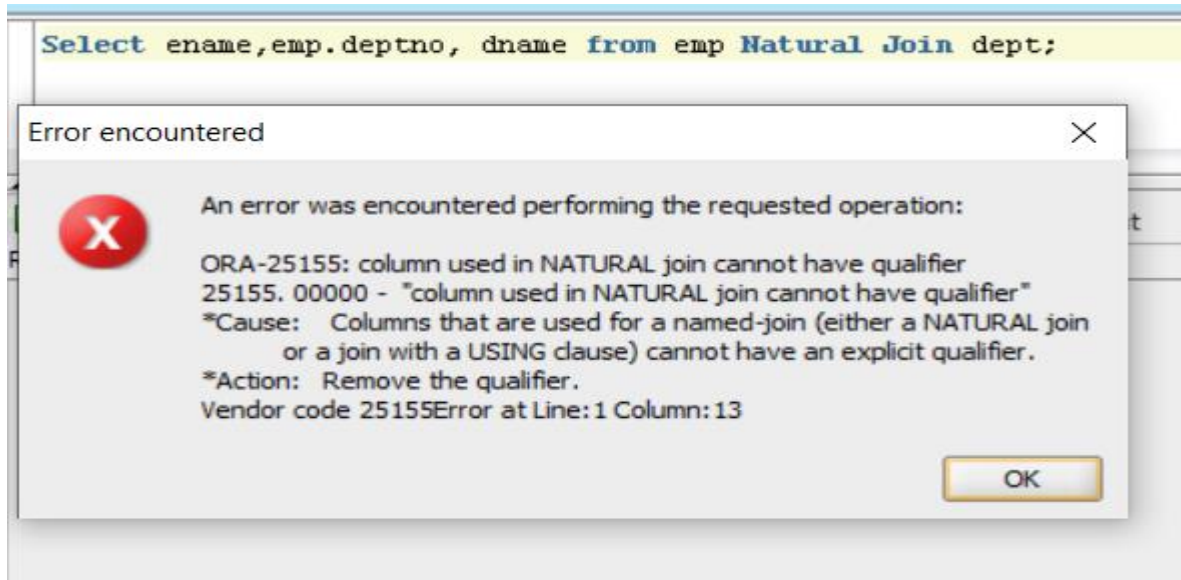 Select ename,emp.deptno, dname from emp Natural Join dept;
Error encountered
An error was encountered performing the requested operation:
ORA-25155: column used in NATURAL join cannot have qualifier
25155. 00000 - "column used in NATURAL join cannot have qualifier"
*Cause: Columns that are used for a named-join (either a NATURAL join
or a join with a USING clause) cannot have an explicit qualifier.
*Action: Remove the qualifier.
Vendor code 25155Error at Line:1 Column:13
OK